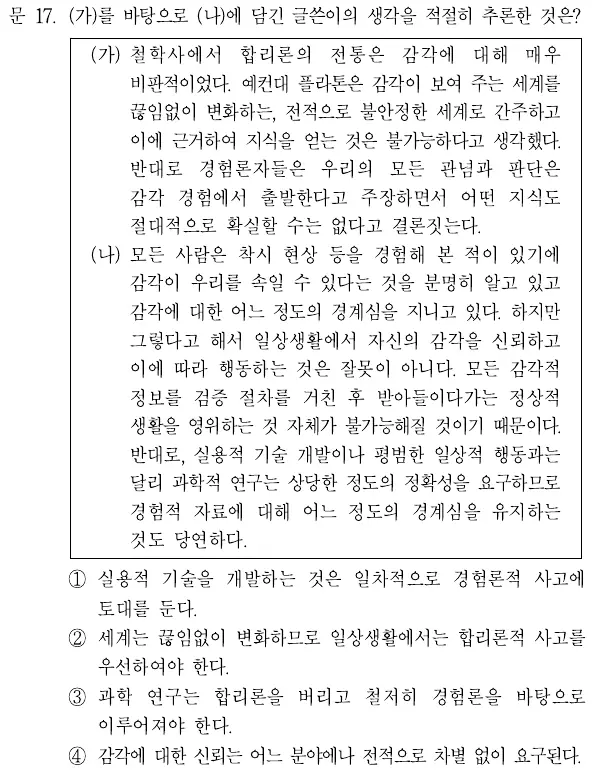 문 17. (가)를 바탕으로 (나)에 담긴 글쓴이의 생각을 적절히 추론한 것은?
(가) 철학사에서 합리론의 전통은 감각에 대해 매우
비판적이었다. 예컨대 플라톤은 감각이 보여 주는 세계를
끊임없이 변화하는, 전적으로 불안정한 세계로 간주하고
이에 근거하여 지식을 얻는 것은 불가능하다고 생각했다.
반대로 경험론자들은 우리의 모든 관념과 판단은
감각 경험에서 출발한다고 주장하면서 어떤 지식도
절대적으로 확실할 수는 없다고 결론짓는다.
(나) 모든 사람은 착시 현상 등을 경험해 본 적이 있기에
감각이 우리를 속일 수 있다는 것을 분명히 알고 있고
감각에 대한 어느 정도의 경계심을 지니고 있다. 하지만
그렇다고 해서 일상생활에서 자신의 감각을 신뢰하고
이에 따라 행동하는 것은 잘못이 아니다. 모든 감각적
정보를 검증 절차를 거친 후 받아들이다가는 정상적
생활을 영위하는 것 자체가 불가능해질 것이기 때문이다.
반대로, 실용적 기술 개발이나 평범한 일상적 행동과는
달리 과학적 연구는 상당한 정도의 정확성을 요구하므로
경험적 자료에 대해 어느 정도의 경계심을 유지하는
것도 당연하다.
① 실용적 기술을 개발하는 것은 일차적으로 경험론적 사고에
토대를 둔다.
② 세계는 끊임없이 변화하므로 일상생활에서는 합리론적 사고를
우선하여야 한다.
③ 과학 연구는 합리론을 버리고 철저히 경험론을 바탕으로
이루어져야 한다.
④ 감각에 대한 신뢰는 어느 분야에나 전적으로 차별 없이 요구된다.